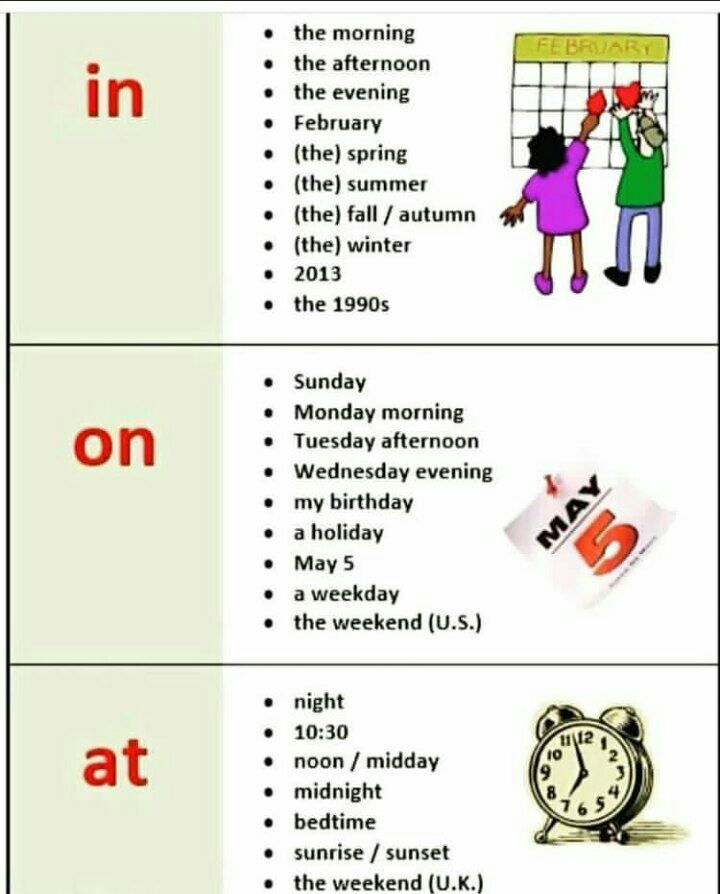 in
• the morning
• the afternoon
• the evening
• February
• (the) spring
• (the) summer
• (the) fall / autumn
• (the) winter
• 2013
• the 1990s
FEBRUARY
on
• Sunday
• Monday morning
• Tuesday afternoon
• Wednesday evening
• my birthday
• a holiday
• May 5
• a weekday
• the weekend (U.S.)
MAY
5
at
• night
• 10:30
• noon / midday
• midnight
• bedtime
• sunrise / sunset
• the weekend (U.K.)
11 12 1
10 2
9 3
8 4
7 6 5